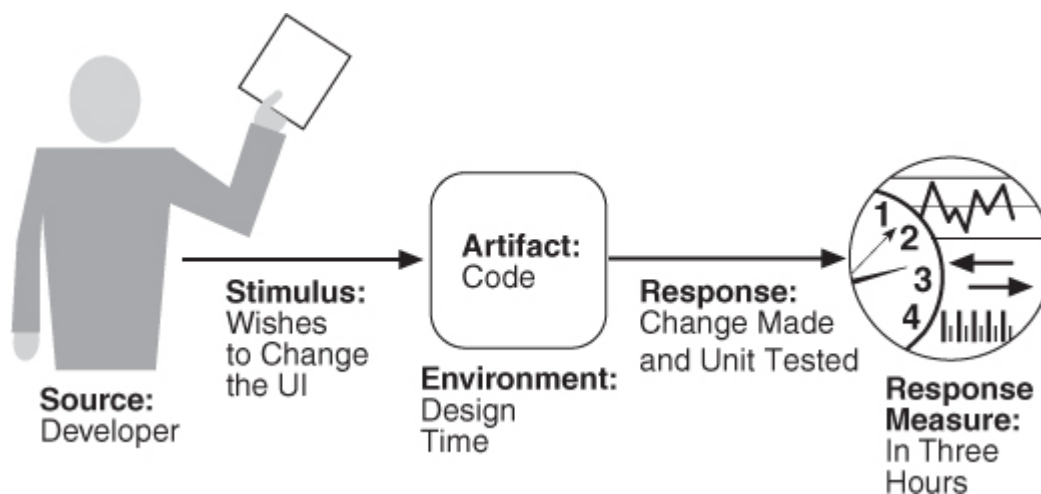 Source:
Developer
Stimulus:
Wishes
to Change
the UI
Artifact:
Code
Environment:
Design
Time
Response:
Change Made
and Unit Tested
1
2
3
4
Response
Measure:
In Three
Hours